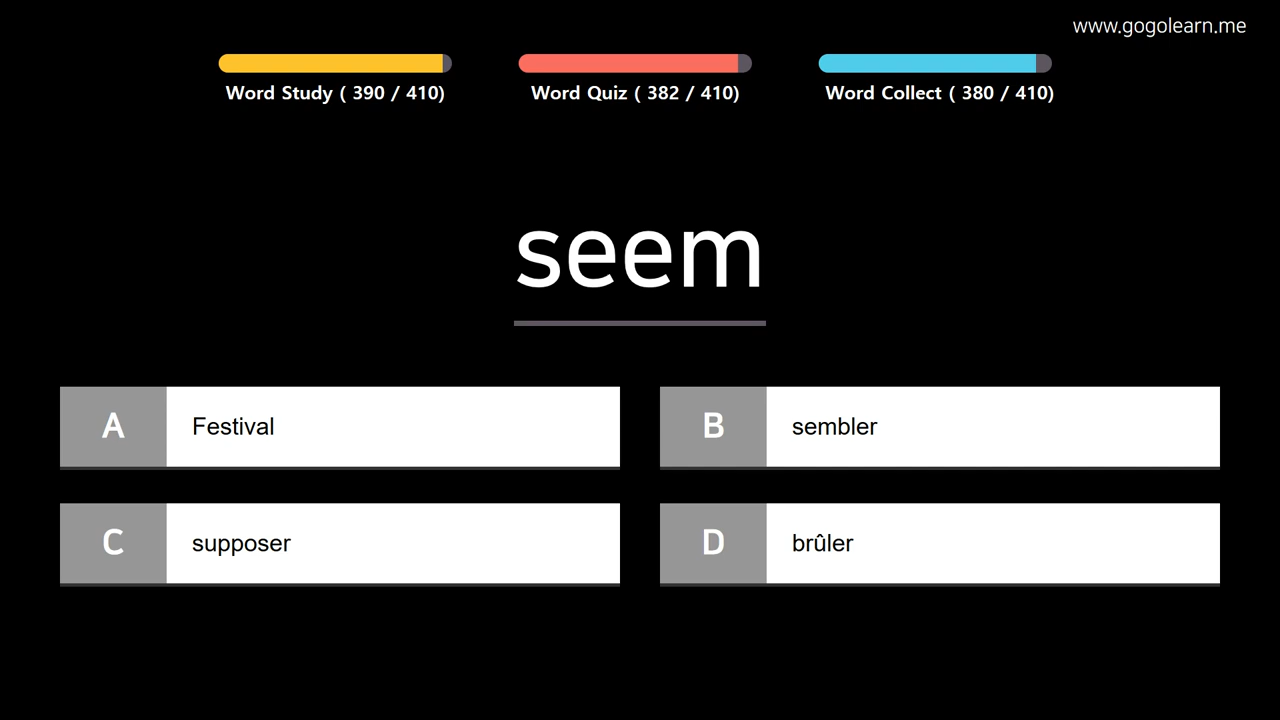 www.gogolearn.me
Word Study ( 390 / 410)
Word Quiz ( 382 / 410)
Word Collect ( 380 / 410)
seem
A Festival
B sembler
C supposer
D brûler